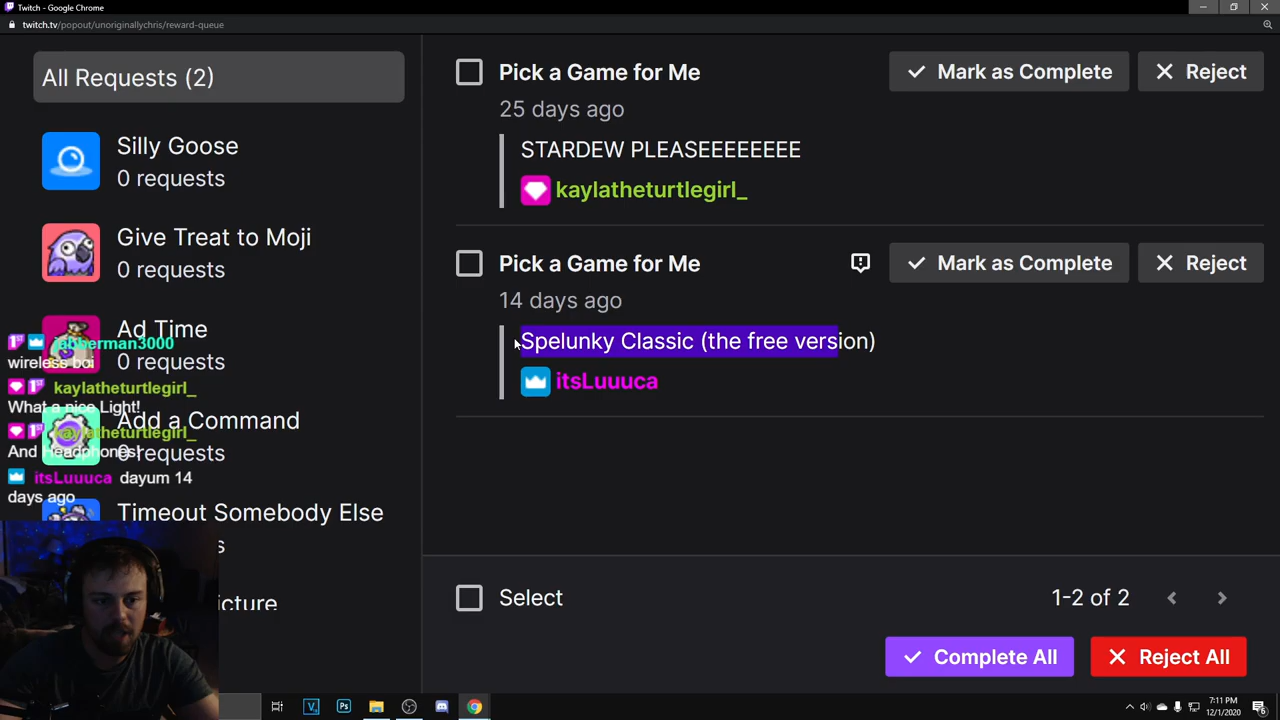 Twitch - Google Chrome
twitch.tv/popout/unoriginallychris/reward-queue
All Requests (2)
Silly Goose
0 requests
Give Treat to Moji
0 requests
Ad Time
0 requests
Add a Command
0 requests
Timeout Somebody Else
s
icture
jabberman3000
wireless boi
kaylatheturtlegirl_
What a nice Light!
kaylatheturtlegirl_
And Headphones!
itsLuuuca dayum 14
days ago
Pick a Game for Me
Mark as Complete
Reject
25 days ago
STARDEW PLEASEEEEEEEE
kaylatheturtlegirl_
Pick a Game for Me
Mark as Complete
Reject
14 days ago
Spelunky Classic (the free version)
itsLuuuca
Select
1-2 of 2
Complete All
Reject All
7:11 PM
12/1/2020